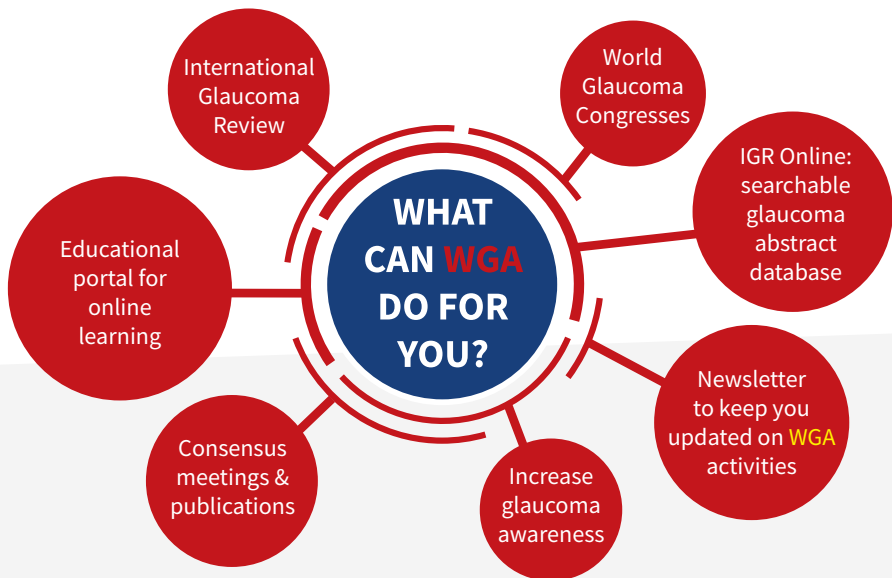 International
Glaucoma
Review
World
Glaucoma
Congresses
IGR Online:
searchable
glaucoma
abstract
database
Educational
portal for
online
learning
WHAT
CAN WGA
DO FOR
YOU?
Newsletter
to keep you
updated on WGA
activities
Consensus
meetings &
publications
Increase
glaucoma
awareness